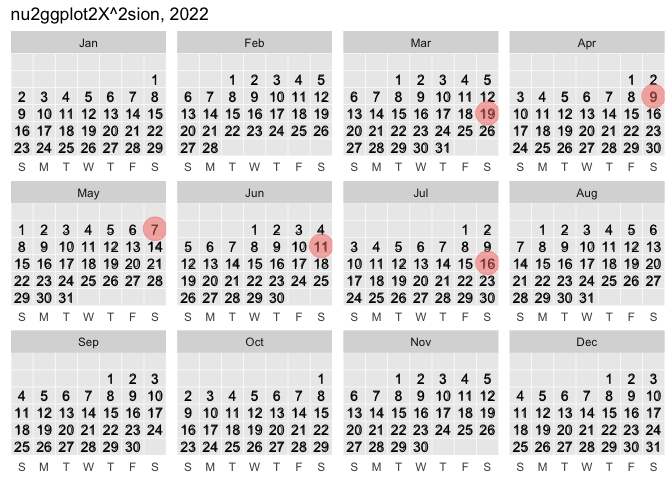 nu2ggplot2X^2sion, 2022
Jan
1
2 3 4 5 6 7 8
9 10 11 12 13 14 15
16 17 18 19 20 21 22
23 24 25 26 27 28 29
S M T W T F S
Feb
1 2 3 4 5
6 7 8 9 10 11 12
13 14 15 16 17 18 19
20 21 22 23 24 25 26
27 28
S M T W T F S
Mar
1 2 3 4 5
6 7 8 9 10 11 12
13 14 15 16 17 18 19
20 21 22 23 24 25 26
27 28 29 30 31
S M T W T F S
Apr
1 2
3 4 5 6 7 8 9
10 11 12 13 14 15 16
17 18 19 20 21 22 23
24 25 26 27 28 29 30
S M T W T F S
May
1 2 3 4 5 6 7
8 9 10 11 12 13 14
15 16 17 18 19 20 21
22 23 24 25 26 27 28
29 30 31
S M T W T F S
Jun
1 2 3 4
5 6 7 8 9 10 11
12 13 14 15 16 17 18
19 20 21 22 23 24 25
26 27 28 29 30
S M T W T F S
Jul
1 2
3 4 5 6 7 8 9
10 11 12 13 14 15 16
17 18 19 20 21 22 23
24 25 26 27 28 29 30
S M T W T F S
Aug
1 2 3 4 5 6
7 8 9 10 11 12 13
14 15 16 17 18 19 20
21 22 23 24 25 26 27
28 29 30 31
S M T W T F S
Sep
1 2 3
4 5 6 7 8 9 10
11 12 13 14 15 16 17
18 19 20 21 22 23 24
25 26 27 28 29 30
S M T W T F S
Oct
1
2 3 4 5 6 7 8
9 10 11 12 13 14 15
16 17 18 19 20 21 22
23 24 25 26 27 28 29
S M T W T F S
Nov
1 2 3 4 5
6 7 8 9 10 11 12
13 14 15 16 17 18 19
20 21 22 23 24 25 26
27 28 29 30
S M T W T F S
Dec
1 2 3
4 5 6 7 8 9 10
11 12 13 14 15 16 17
18 19 20 21 22 23 24
25 26 27 28 29 30 31
S M T W T F S